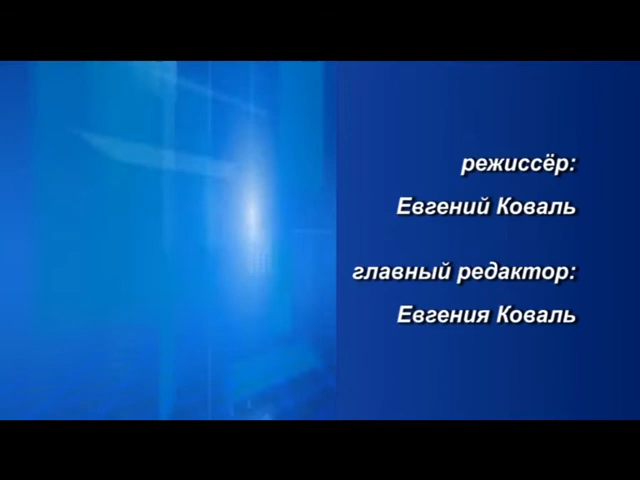 режиссёр:
Евгений Коваль
главный редактор:
Евгения Коваль